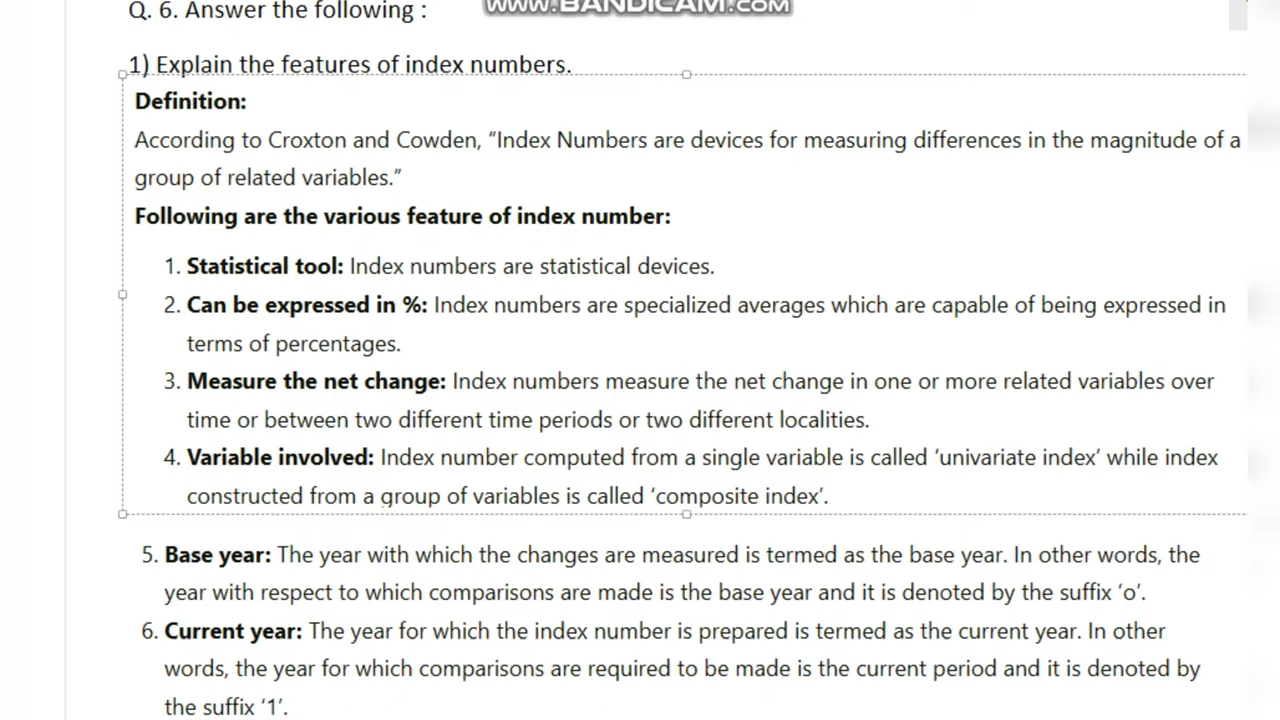 Q. 6. Answer the following :
WWW.BANDICAM.COM
1) Explain the features of index numbers.
Definition:
According to Croxton and Cowden, “Index Numbers are devices for measuring differences in the magnitude of a
group of related variables.”
Following are the various feature of index number:
1. Statistical tool: Index numbers are statistical devices.
2. Can be expressed in %: Index numbers are specialized averages which are capable of being expressed in
terms of percentages.
3. Measure the net change: Index numbers measure the net change in one or more related variables over
time or between two different time periods or two different localities.
4. Variable involved: Index number computed from a single variable is called ‘univariate index’ while index
constructed from a group of variables is called ‘composite index’.
5. Base year: The year with which the changes are measured is termed as the base year. In other words, the
year with respect to which comparisons are made is the base year and it is denoted by the suffix ‘o’.
6. Current year: The year for which the index number is prepared is termed as the current year. In other
words, the year for which comparisons are required to be made is the current period and it is denoted by
the suffix ‘1’.